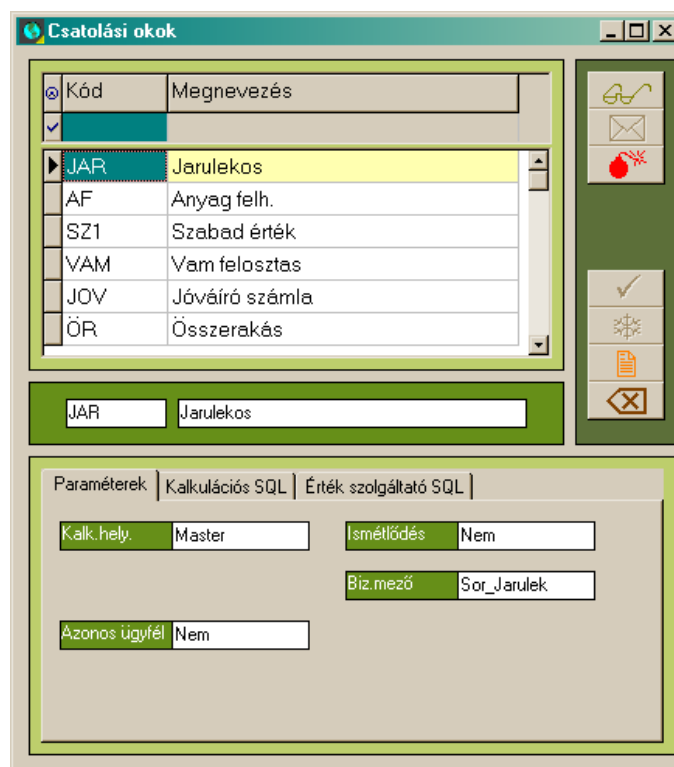 Csatolási okok
Kód Megnevezés
JAR Jarulekos
AF Anyag felh.
SZ1 Szabad érték
VAM Vam felosztas
JOV Jóváíró számla
ÖR Összerakás
JAR Jarulekos
Paraméterek Kalkulációs SQL Érték szolgáltató SQL
Kalk.hely. Master Ismétlődés Nem
Biz.mező Sor_Jarulek
Azonos ügyfél Nem